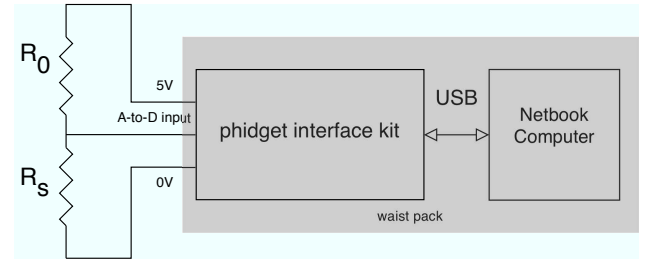 R0
5V
A-to-D input
phidget interface kit
USB
Netbook
Computer
Rs
0V
waist pack